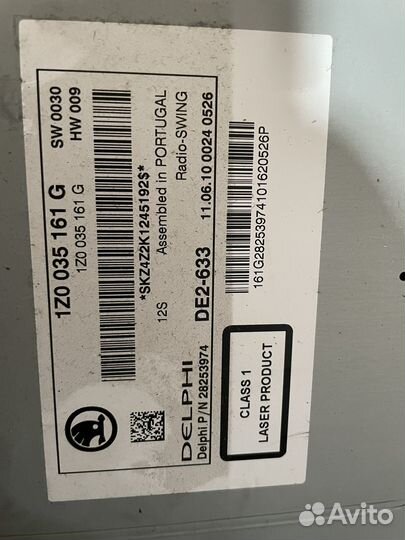 1Z0 035 161 G
SW 0030
1Z0 035 161 G
HW 009
*SKZ4Z2K1245192$*
12S
Assembled in PORTUGAL
Radio-SWING
DE2-633
11.06.10 0024 0526
DELPHI
Delphi P/N 28253974
161G28253974101620526P
CLASS 1
LASER PRODUCT
Avito